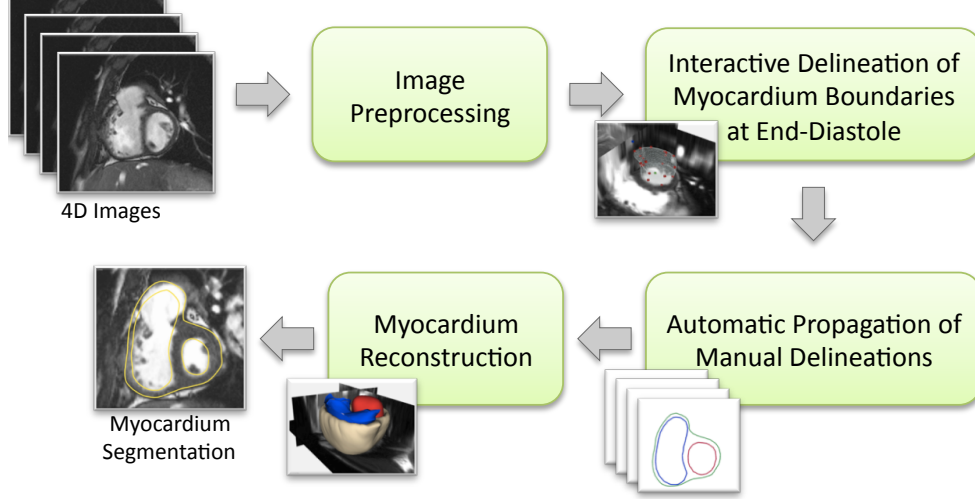 4D Images
Image
Preprocessing
Interactive Delineation of
Myocardium Boundaries
at End-Diastole
Automatic Propagation of
Manual Delineations
Myocardium
Reconstruction
Myocardium
Segmentation